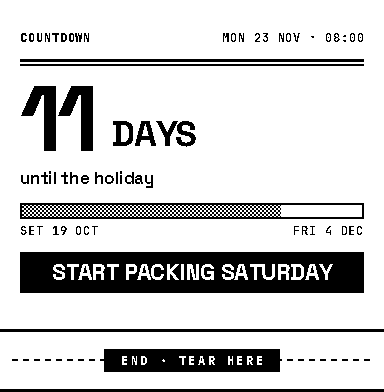 COUNTDOWN MON 23 NOV · 08:00
11 DAYS
until the holiday
SET 19 OCT FRI 4 DEC
START PACKING SATURDAY
END · TEAR HERE